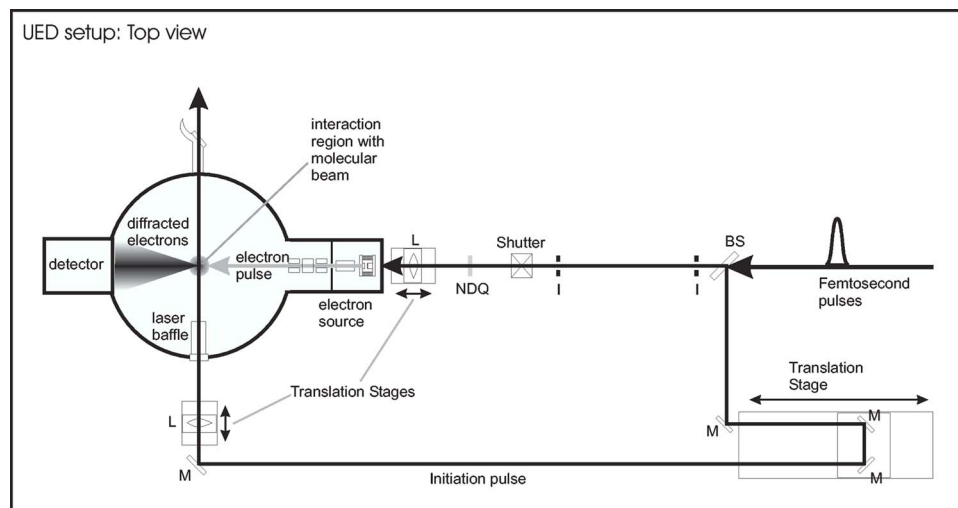 UED setup: Top view
interaction
region with
molecular
beam
diffracted
electrons
detector
electron
pulse
L
Shutter
BS
NDQ
I
I
Femtosecond
pulses
electron
source
laser
baffle
Translation Stages
Translation
Stage
L
M
M
M
M
Initiation pulse